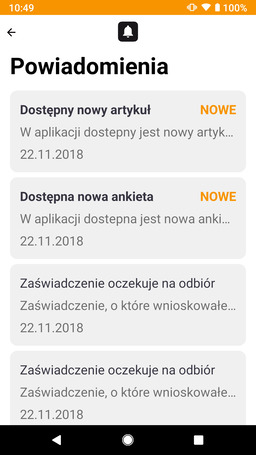 10:49
100%
Powiadomienia
Dostępny nowy artykuł NOWE
W aplikacji dostepny jest nowy artyk...
22.11.2018
Dostępna nowa ankieta NOWE
W aplikacji dostepna jest nowa anki...
22.11.2018
Zaświadczenie oczekuje na odbiór
Zaświadczenie, o które wnioskowałe...
22.11.2018
Zaświadczenie oczekuje na odbiór
Zaświadczenie, o które wnioskowałe...
22.11.2018